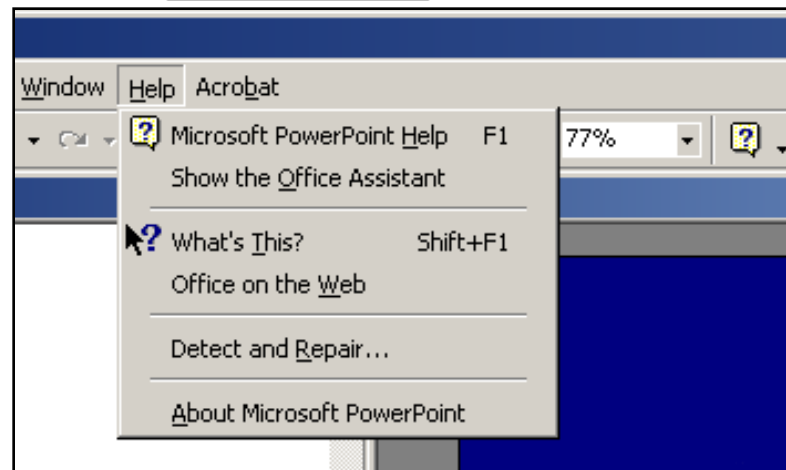 Window Help Acrobat
Microsoft PowerPoint Help F1 77%
Show the Office Assistant
What's This? Shift+F1
Office on the Web
Detect and Repair...
About Microsoft PowerPoint